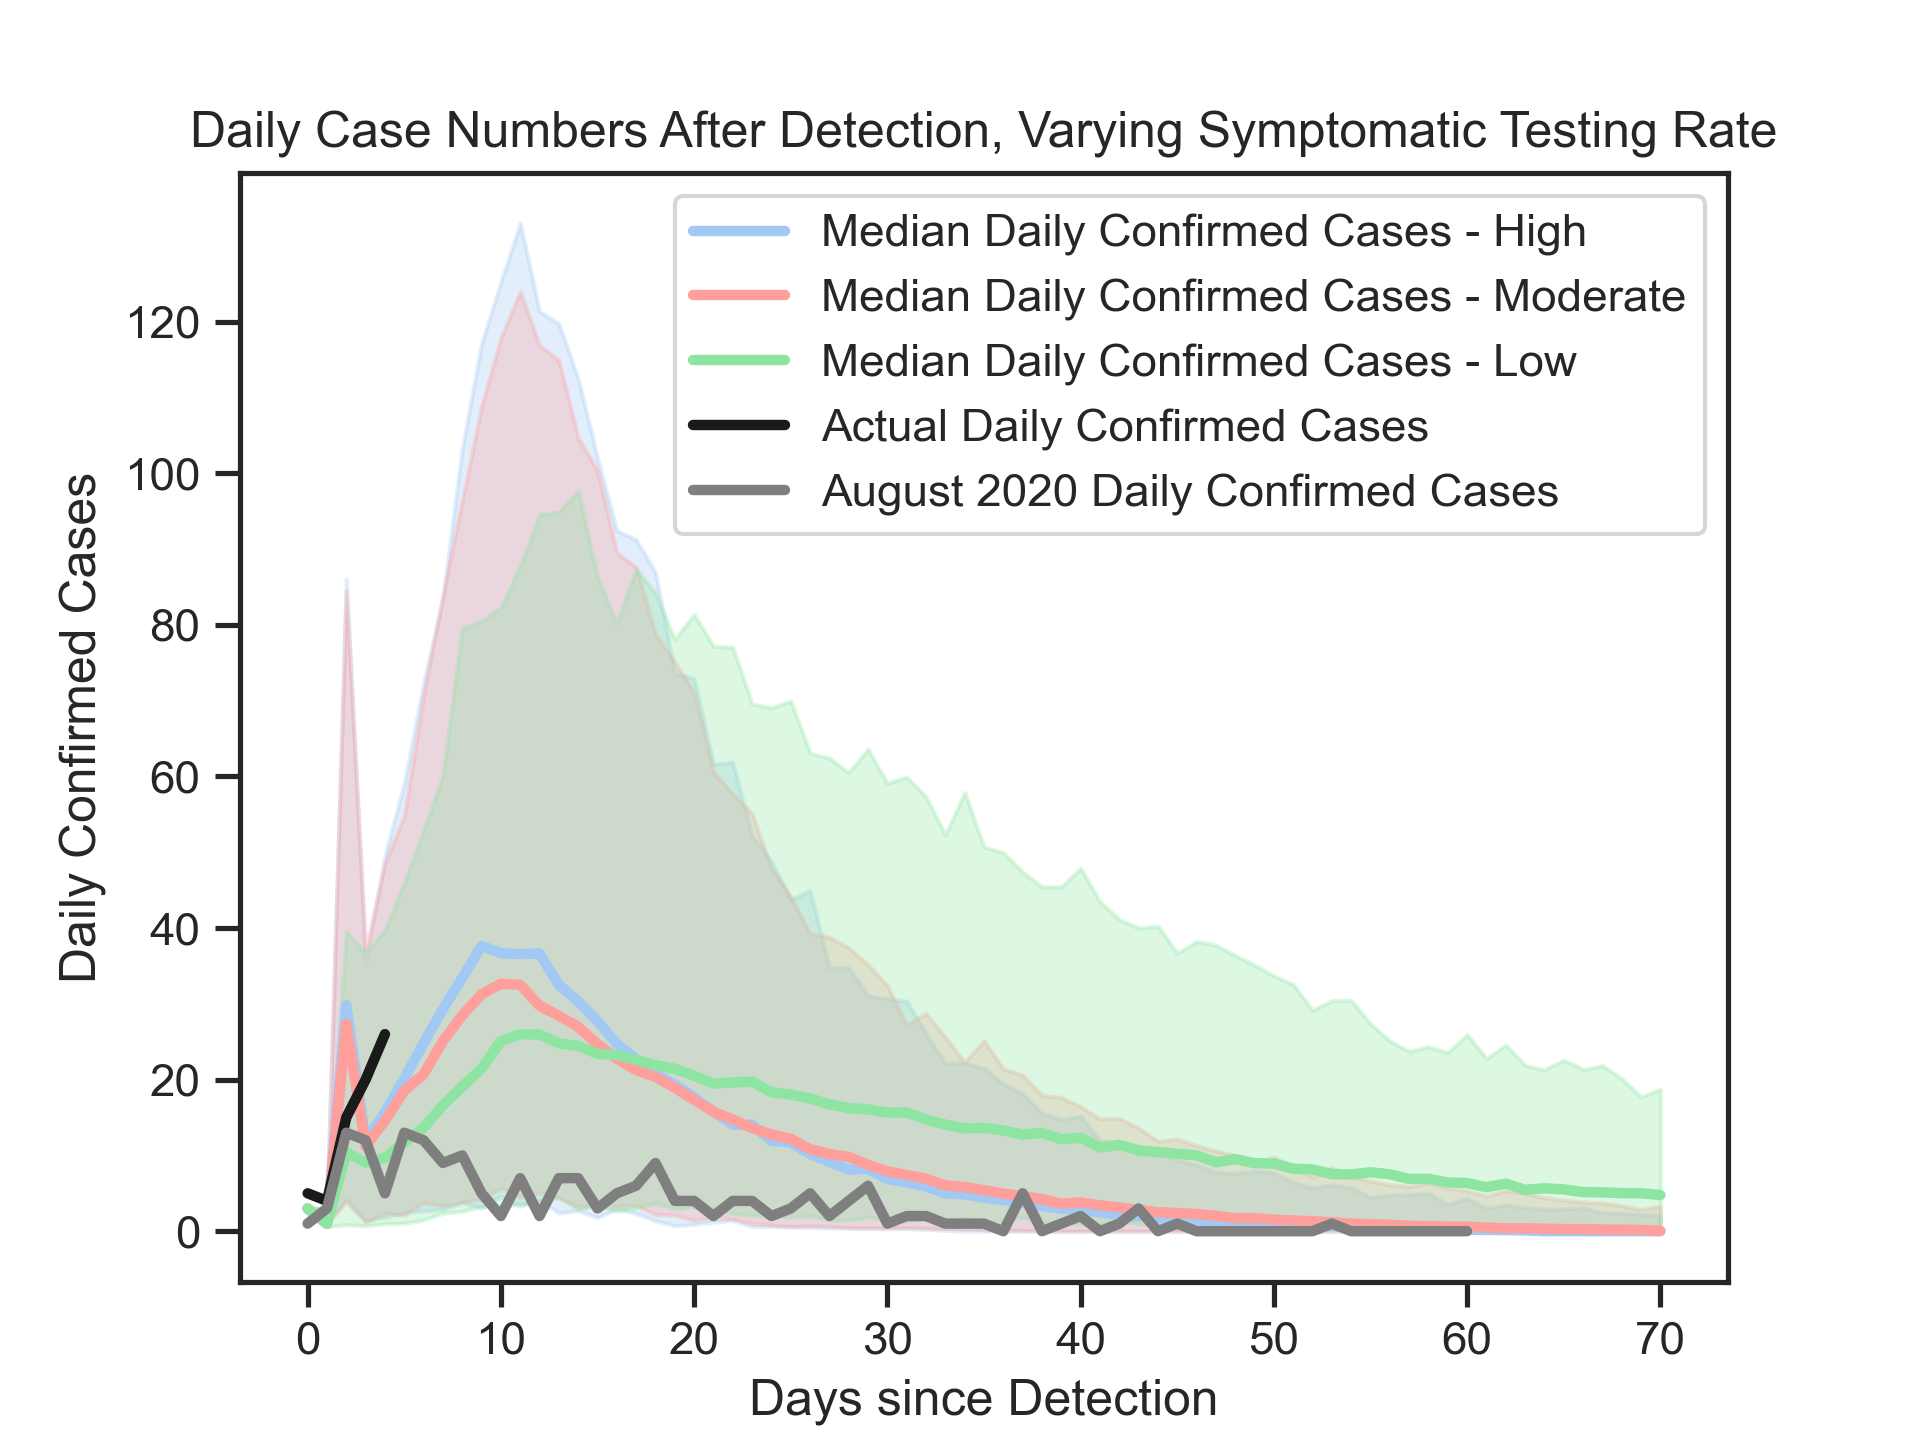 Daily Case Numbers After Detection, Varying Symptomatic Testing Rate
Median Daily Confirmed Cases - High
Median Daily Confirmed Cases - Moderate
Median Daily Confirmed Cases - Low
Actual Daily Confirmed Cases
August 2020 Daily Confirmed Cases
Daily Confirmed Cases
120
100
80
60
40
20
0
0 10 20 30 40 50 60 70
Days since Detection